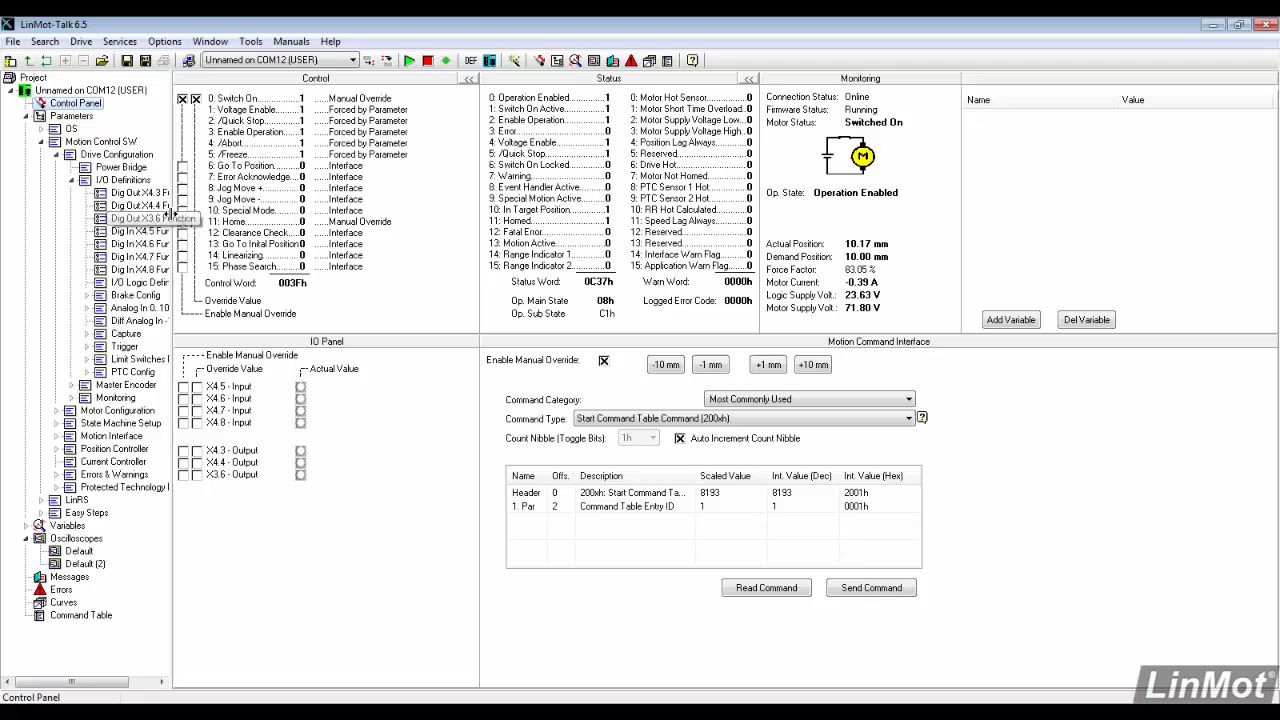 LinMot-Talk 6.5
File Search Drive Services Options Window Tools Manuals Help
Unnamed on COM12 (USER)
DEF
Project
Unnamed on COM12 (USER)
Control Panel
Parameters
OS
Motion Control SW
Drive Configuration
Power Bridge
I/O Definitions
Dig Out X4.3 Fu
Dig Out X4.4 Fu
Dig Out X3.6 Function
Dig In X4.5 Fur
Dig In X4.6 Fur
Dig In X4.7 Fur
Dig In X4.8 Fur
I/O Logic Defin
Brake Config
Analog In 0..10
Diff Analog In -
Capture
Trigger
Limit Switches I
PTC Config
Master Encoder
Monitoring
Motor Configuration
State Machine Setup
Motion Interface
Position Controller
Current Controller
Errors & Warnings
Protected Technology I
LinRS
Easy Steps
Variables
Oscilloscopes
Default
Default (2)
Messages
Errors
Curves
Command Table
Control <<
0: Switch On 1 Manual Override
1: Voltage Enable 1 Forced by Parameter
2: /Quick Stop 1 Forced by Parameter
3: Enable Operation 1 Forced by Parameter
4: /Abort 1 Forced by Parameter
5: /Freeze 1 Forced by Parameter
6: Go To Position 0 Interface
7: Error Acknowledge 0 Interface
8: Jog Move + 0 Interface
9: Jog Move - 0 Interface
10: Special Mode 0 Interface
11: Home 0 Manual Override
12: Clearance Check 0 Interface
13: Go To Inital Position 0 Interface
14: Linearizing 0 Interface
15: Phase Search 0 Interface
Control Word: 003Fh
Override Value
Enable Manual Override
Status <<
0: Operation Enabled 1
1: Switch On Active 1
2: Enable Operation 1
3: Error 0
4: Voltage Enable 1
5: /Quick Stop 1
6: Switch On Locked 0
7: Warning 0
8: Event Handler Active 0
9: Special Motion Active 0
10: In Target Position 1
11: Homed 1
12: Fatal Error 0
13: Motion Active 0
14: Range Indicator 1 0
15: Range Indicator 2 0
Status Word: 0C37h
Op. Main State 08h
Op. Sub State C1h
0: Motor Hot Sensor 0
1: Motor Short Time Overload 0
2: Motor Supply Voltage Low 0
3: Motor Supply Voltage High 0
4: Position Lag Always 0
5: Reserved 0
6: Drive Hot 0
7: Motor Not Homed 0
8: PTC Sensor 1 Hot 0
9: PTC Sensor 2 Hot 0
10: RR Hot Calculated 0
11: Speed Lag Always 0
12: Reserved 0
13: Reserved 0
14: Interface Warn Flag 0
15: Application Warn Flag 0
Warn Word: 0000h
Logged Error Code: 0000h
Monitoring
Connection Status: Online
Firmware Status: Running
Motor Status: Switched On
M
Op. State: Operation Enabled
Actual Position: 10.17 mm
Demand Position: 10.00 mm
Force Factor: 83.05 %
Motor Current: -0.39 A
Logic Supply Volt.: 23.63 V
Motor Supply Volt.: 71.80 V
Name Value
Add Variable Del Variable
IO Panel
Enable Manual Override
Override Value Actual Value
X4.5 - Input
X4.6 - Input
X4.7 - Input
X4.8 - Input
X4.3 - Output
X4.4 - Output
X3.6 - Output
Motion Command Interface
Enable Manual Override: -10 mm -1 mm +1 mm +10 mm
Command Category: Most Commonly Used
Command Type: Start Command Table Command (200xh)
Count Nibble (Toggle Bits): 1h Auto Increment Count Nibble
Name Offs. Description Scaled Value Int. Value (Dec) Int. Value (Hex)
Header 0 200xh: Start Command Ta... 8193 8193 2001h
1. Par 2 Command Table Entry ID 1 1 0001h
Read Command Send Command
Control Panel
LinMot®